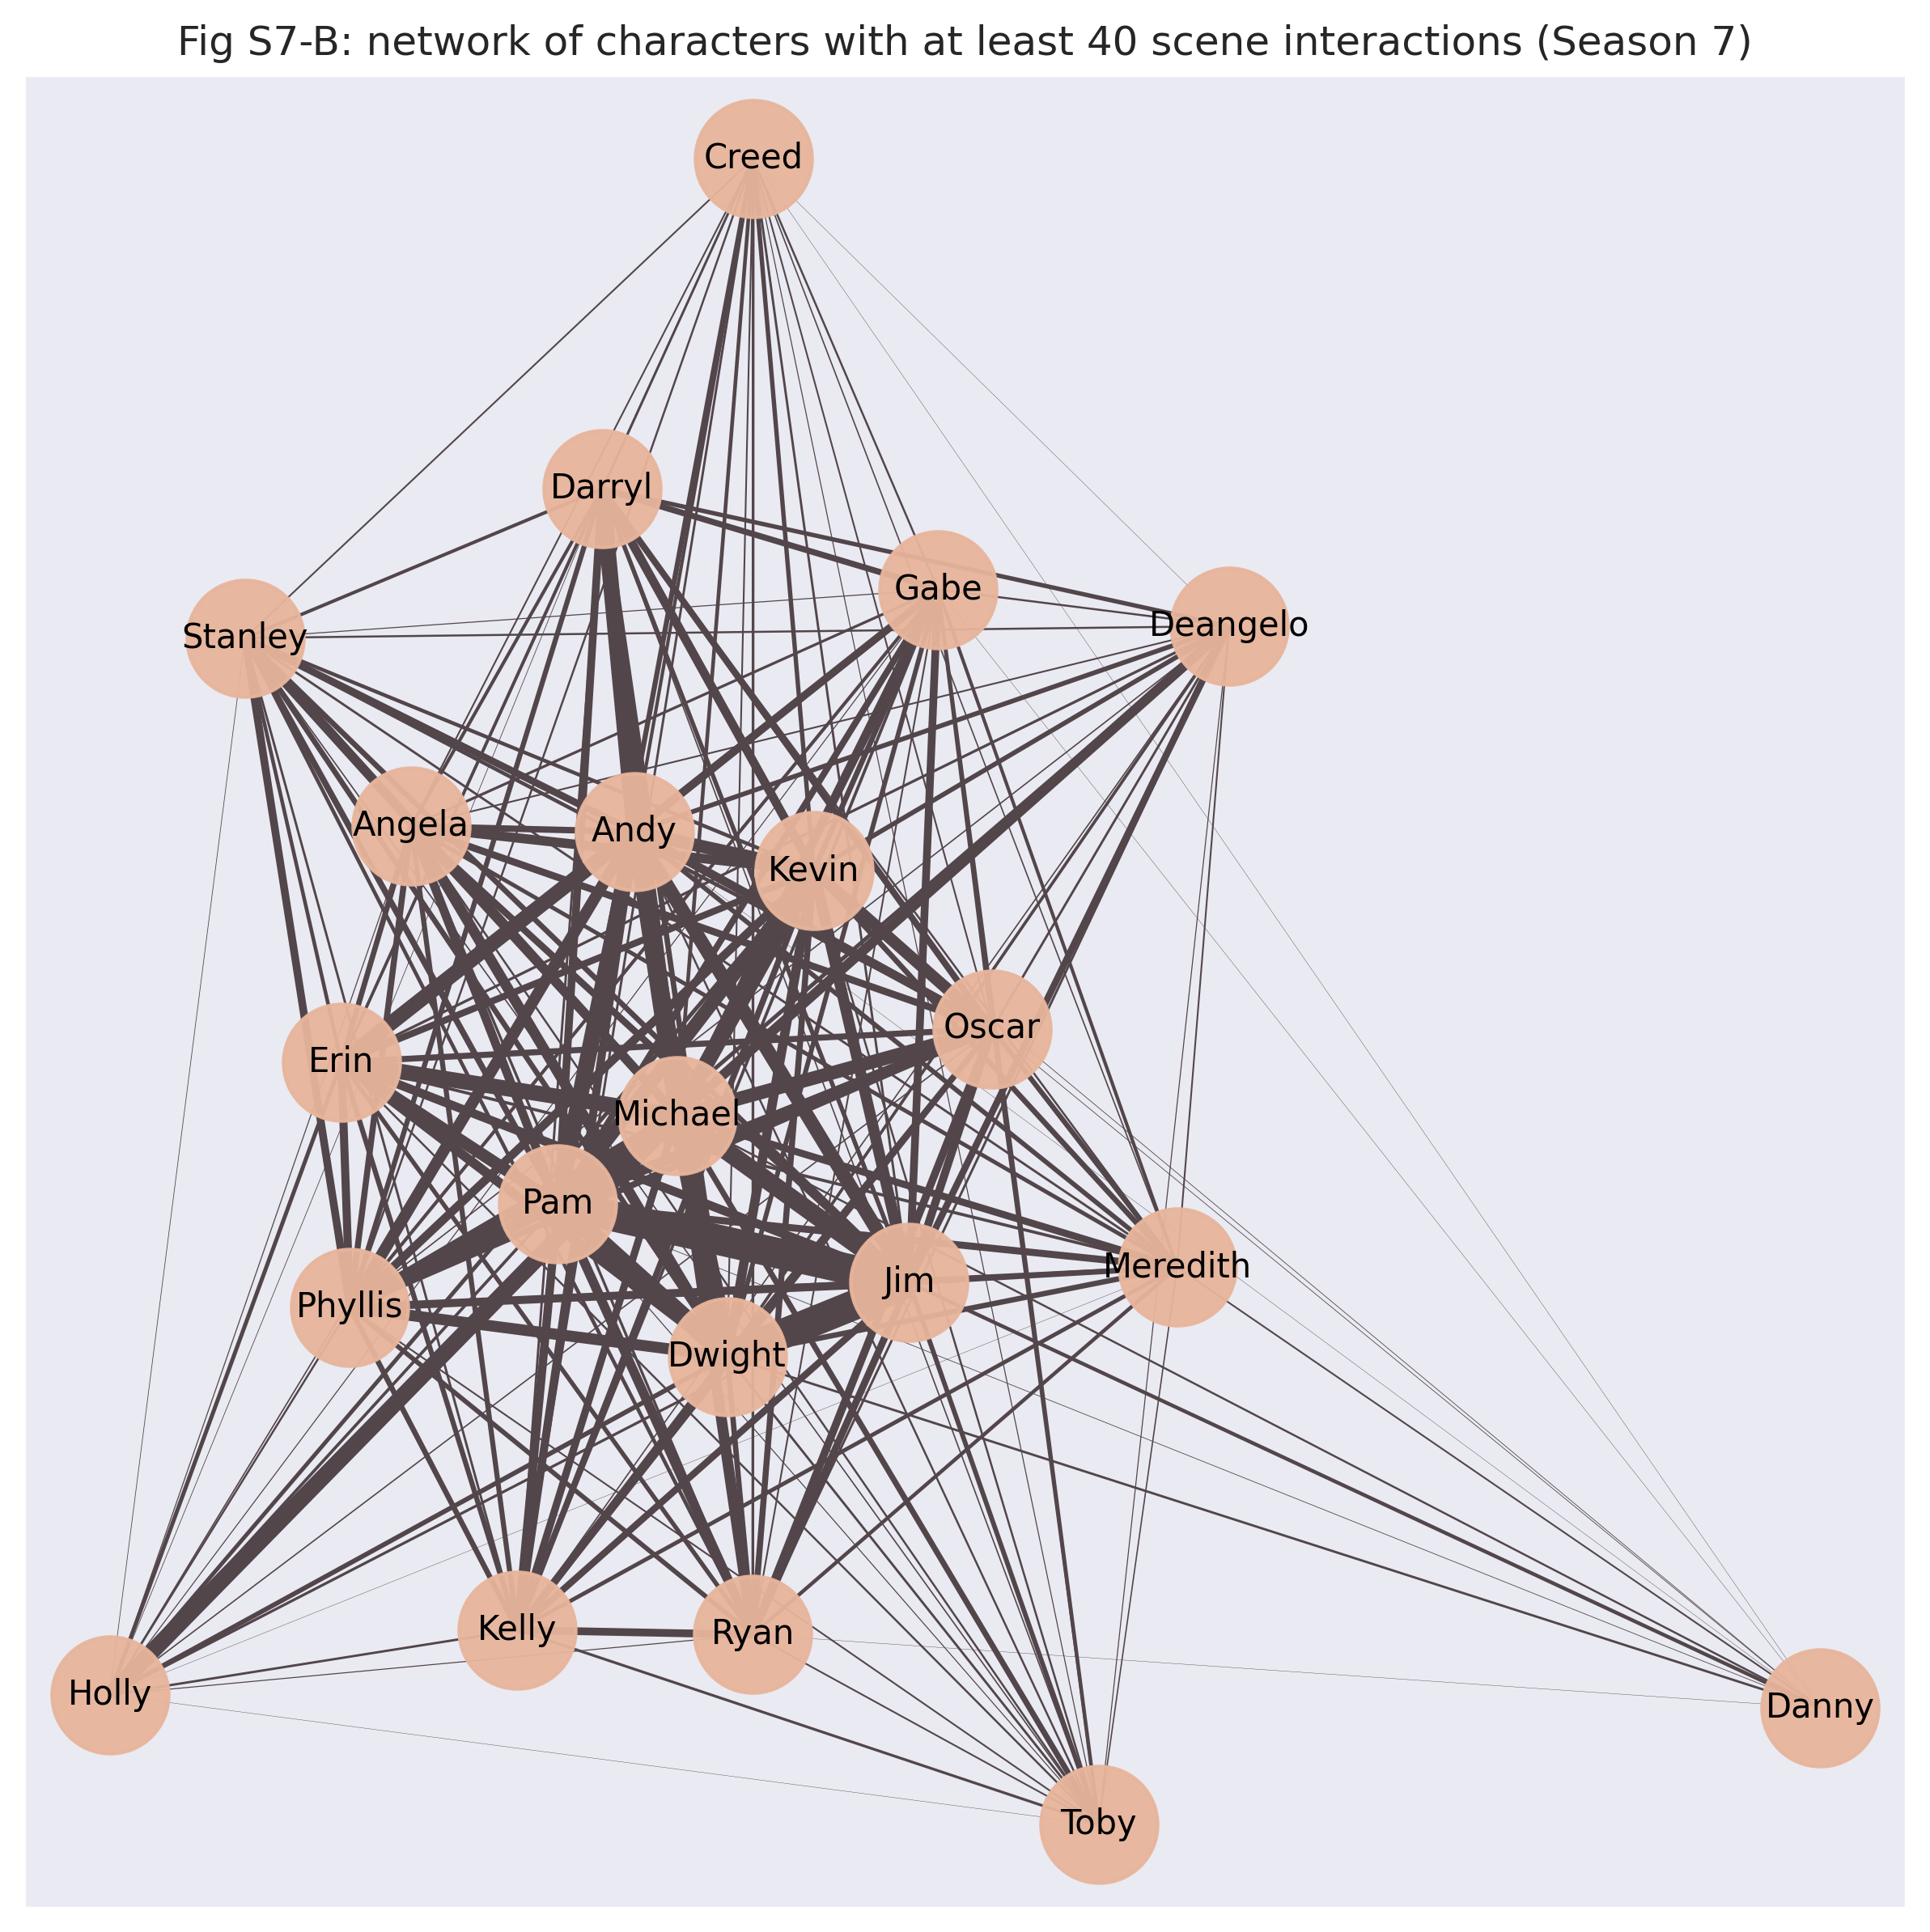 Fig S7-B: network of characters with at least 40 scene interactions (Season 7)
Creed
Darryl
Gabe
Deangelo
Stanley
Angela
Andy
Kevin
Oscar
Erin
Michael
Pam
Meredith
Jim
Phyllis
Dwight
Kelly
Ryan
Holly
Danny
Toby